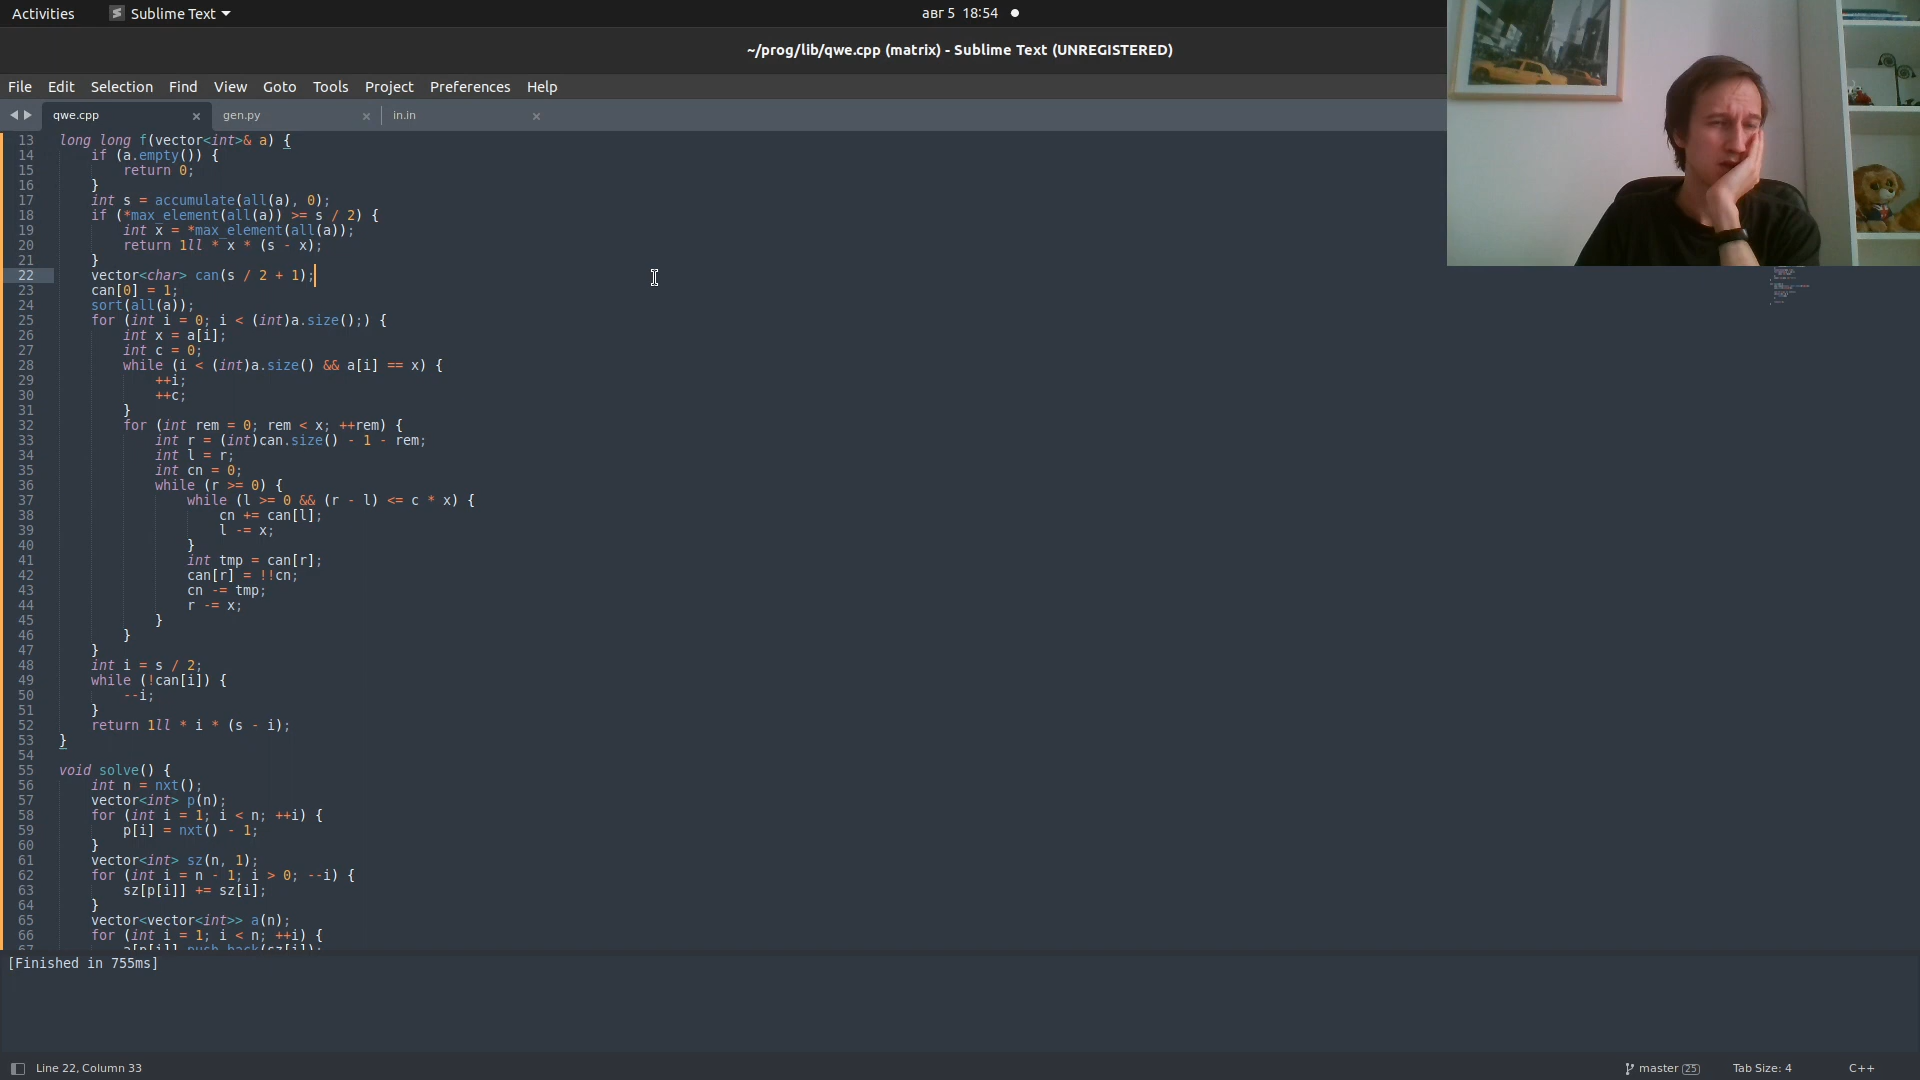 Activities
Sublime Text
авг 5 18:54
~/prog/lib/qwe.cpp (matrix) - Sublime Text (UNREGISTERED)
File Edit Selection Find View Goto Tools Project Preferences Help
qwe.cpp
gen.py
in.in
13 long long f(vector<int>& a) {
14 if (a.empty()) {
15 return 0;
16 }
17 int s = accumulate(all(a), 0);
18 if (*max_element(all(a)) >= s / 2) {
19 int x = *max_element(all(a));
20 return 1ll * x * (s - x);
21 }
22 vector<char> can(s / 2 + 1);
23 can[0] = 1;
24 sort(all(a));
25 for (int i = 0; i < (int)a.size();) {
26 int x = a[i];
27 int c = 0;
28 while (i < (int)a.size() && a[i] == x) {
29 ++i;
30 ++c;
31 }
32 for (int rem = 0; rem < x; ++rem) {
33 int r = (int)can.size() - 1 - rem;
34 int l = r;
35 int cn = 0;
36 while (r >= 0) {
37 while (l >= 0 && (r - l) <= c * x) {
38 cn += can[l];
39 l -= x;
40 }
41 int tmp = can[r];
42 can[r] = !!cn;
43 cn -= tmp;
44 r -= x;
45 }
46 }
47 }
48 int i = s / 2;
49 while (!can[i]) {
50 --i;
51 }
52 return 1ll * i * (s - i);
53 }
54
55 void solve() {
56 int n = nxt();
57 vector<int> p(n);
58 for (int i = 1; i < n; ++i) {
59 p[i] = nxt() - 1;
60 }
61 vector<int> sz(n, 1);
62 for (int i = n - 1; i > 0; --i) {
63 sz[p[i]] += sz[i];
64 }
65 vector<vector<int>> a(n);
66 for (int i = 1; i < n; ++i) {
67 a[p[i]].push_back(sz[i]);
[Finished in 755ms]
Line 22, Column 33
master 25
Tab Size: 4
C++